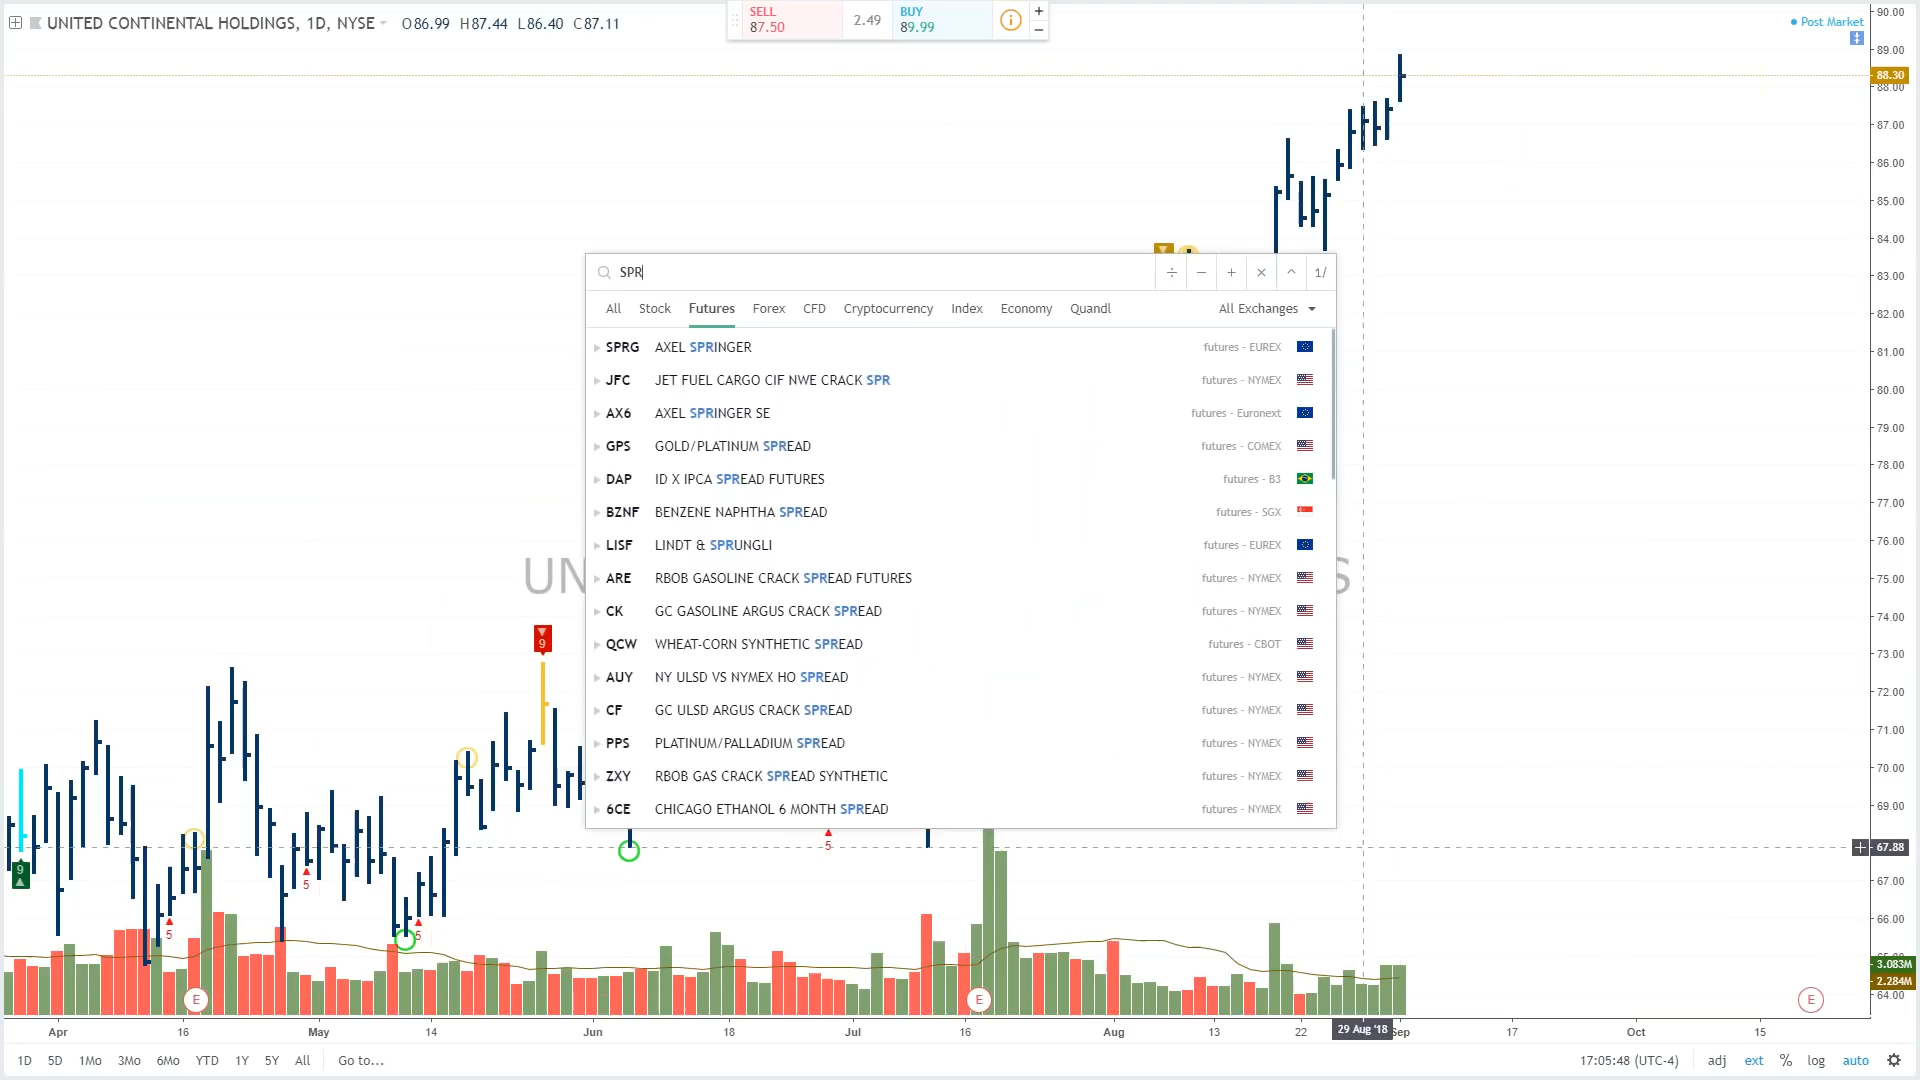 UNITED CONTINENTAL HOLDINGS, 1D, NYSE O86.99 H87.44 L86.40 C87.11
SELL
87.50
2.49
BUY
89.99
+
−
Post Market
90.00
89.00
88.30
88.00
87.00
86.00
85.00
84.00
83.00
82.00
81.00
80.00
79.00
78.00
77.00
76.00
75.00
74.00
73.00
72.00
71.00
70.00
69.00
67.88
67.00
66.00
3.083M
2.284M
64.00
SPR ÷ − + × ^ 1/
All Stock Futures Forex CFD Cryptocurrency Index Economy Quandl All Exchanges
SPRG AXEL SPRINGER futures - EUREX
JFC JET FUEL CARGO CIF NWE CRACK SPR futures - NYMEX
AX6 AXEL SPRINGER SE futures - Euronext
GPS GOLD/PLATINUM SPREAD futures - COMEX
DAP ID X IPCA SPREAD FUTURES futures - B3
BZNF BENZENE NAPHTHA SPREAD futures - SGX
LISF LINDT & SPRUNGLI futures - EUREX
ARE RBOB GASOLINE CRACK SPREAD FUTURES futures - NYMEX
CK GC GASOLINE ARGUS CRACK SPREAD futures - NYMEX
QCW WHEAT-CORN SYNTHETIC SPREAD futures - CBOT
AUY NY ULSD VS NYMEX HO SPREAD futures - NYMEX
CF GC ULSD ARGUS CRACK SPREAD futures - NYMEX
PPS PLATINUM/PALLADIUM SPREAD futures - NYMEX
ZXY RBOB GAS CRACK SPREAD SYNTHETIC futures - NYMEX
6CE CHICAGO ETHANOL 6 MONTH SPREAD futures - NYMEX
UN S
9
9
5
5
5
5
E E E
Apr 16 May 14 Jun 18 Jul 16 Aug 13 22 29 Aug '18 Sep 17 Oct 15
1D 5D 1Mo 3Mo 6Mo YTD 1Y 5Y All Go to... 17:05:48 (UTC-4) adj ext % log auto